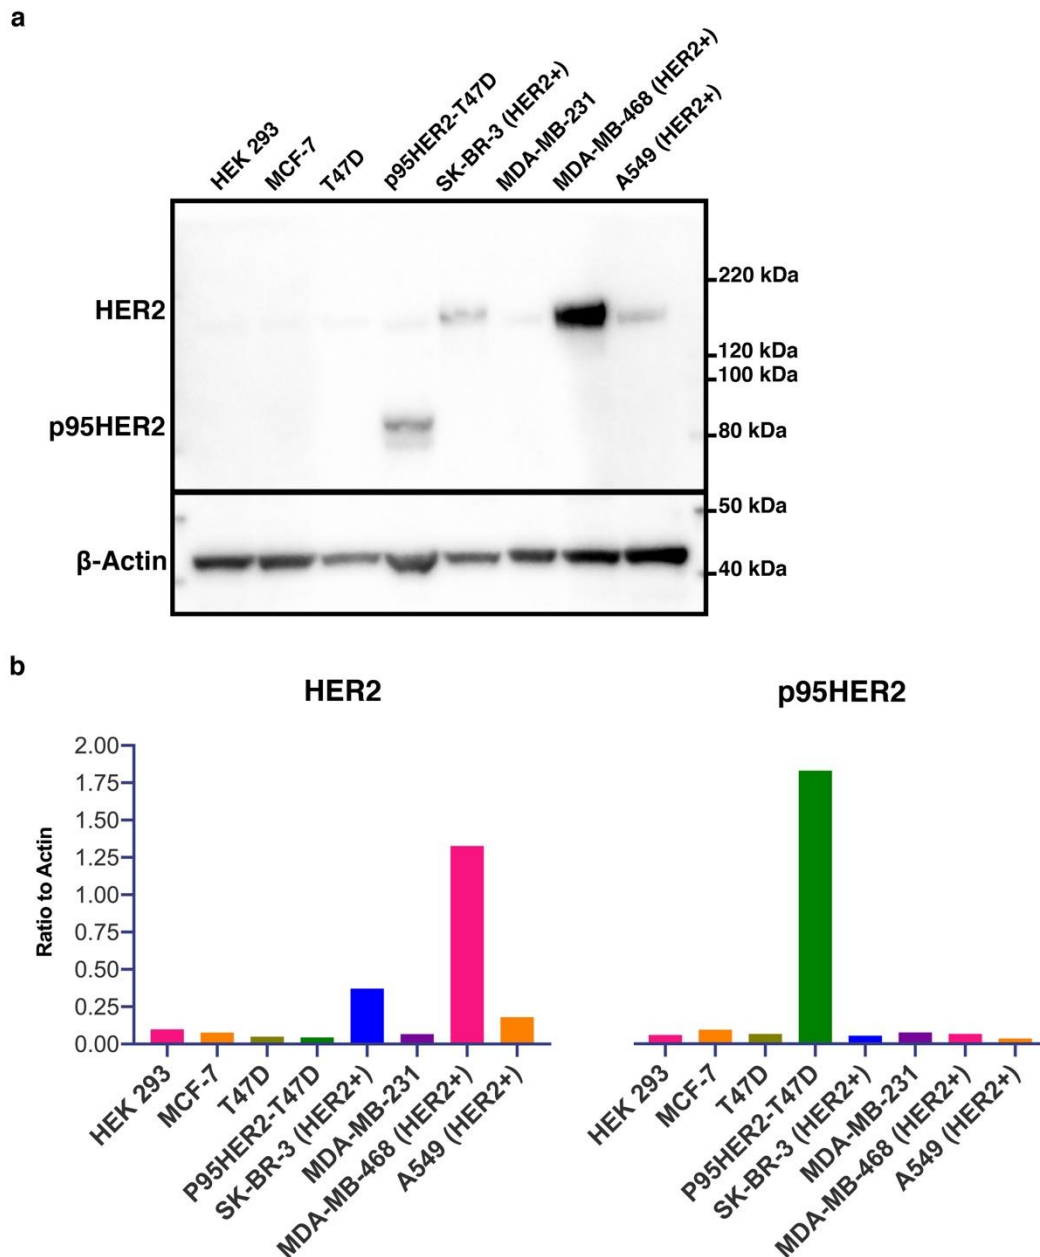 a
HEK 293
MCF-7
T47D
p95HER2-T47D
SK-BR-3 (HER2+)
MDA-MB-231
MDA-MB-468 (HER2+)
A549 (HER2+)
HER2
p95HER2
β-Actin
220 kDa
120 kDa
100 kDa
80 kDa
50 kDa
40 kDa
b
HER2
Ratio to Actin
2.00
1.75
1.50
1.25
1.00
0.75
0.50
0.25
0.00
HEK 293
MCF-7
T47D
P95HER2-T47D
SK-BR-3 (HER2+)
MDA-MB-231
MDA-MB-468 (HER2+)
A549 (HER2+)
p95HER2
HEK 293
MCF-7
T47D
P95HER2-T47D
SK-BR-3 (HER2+)
MDA-MB-231
MDA-MB-468 (HER2+)
A549 (HER2+)